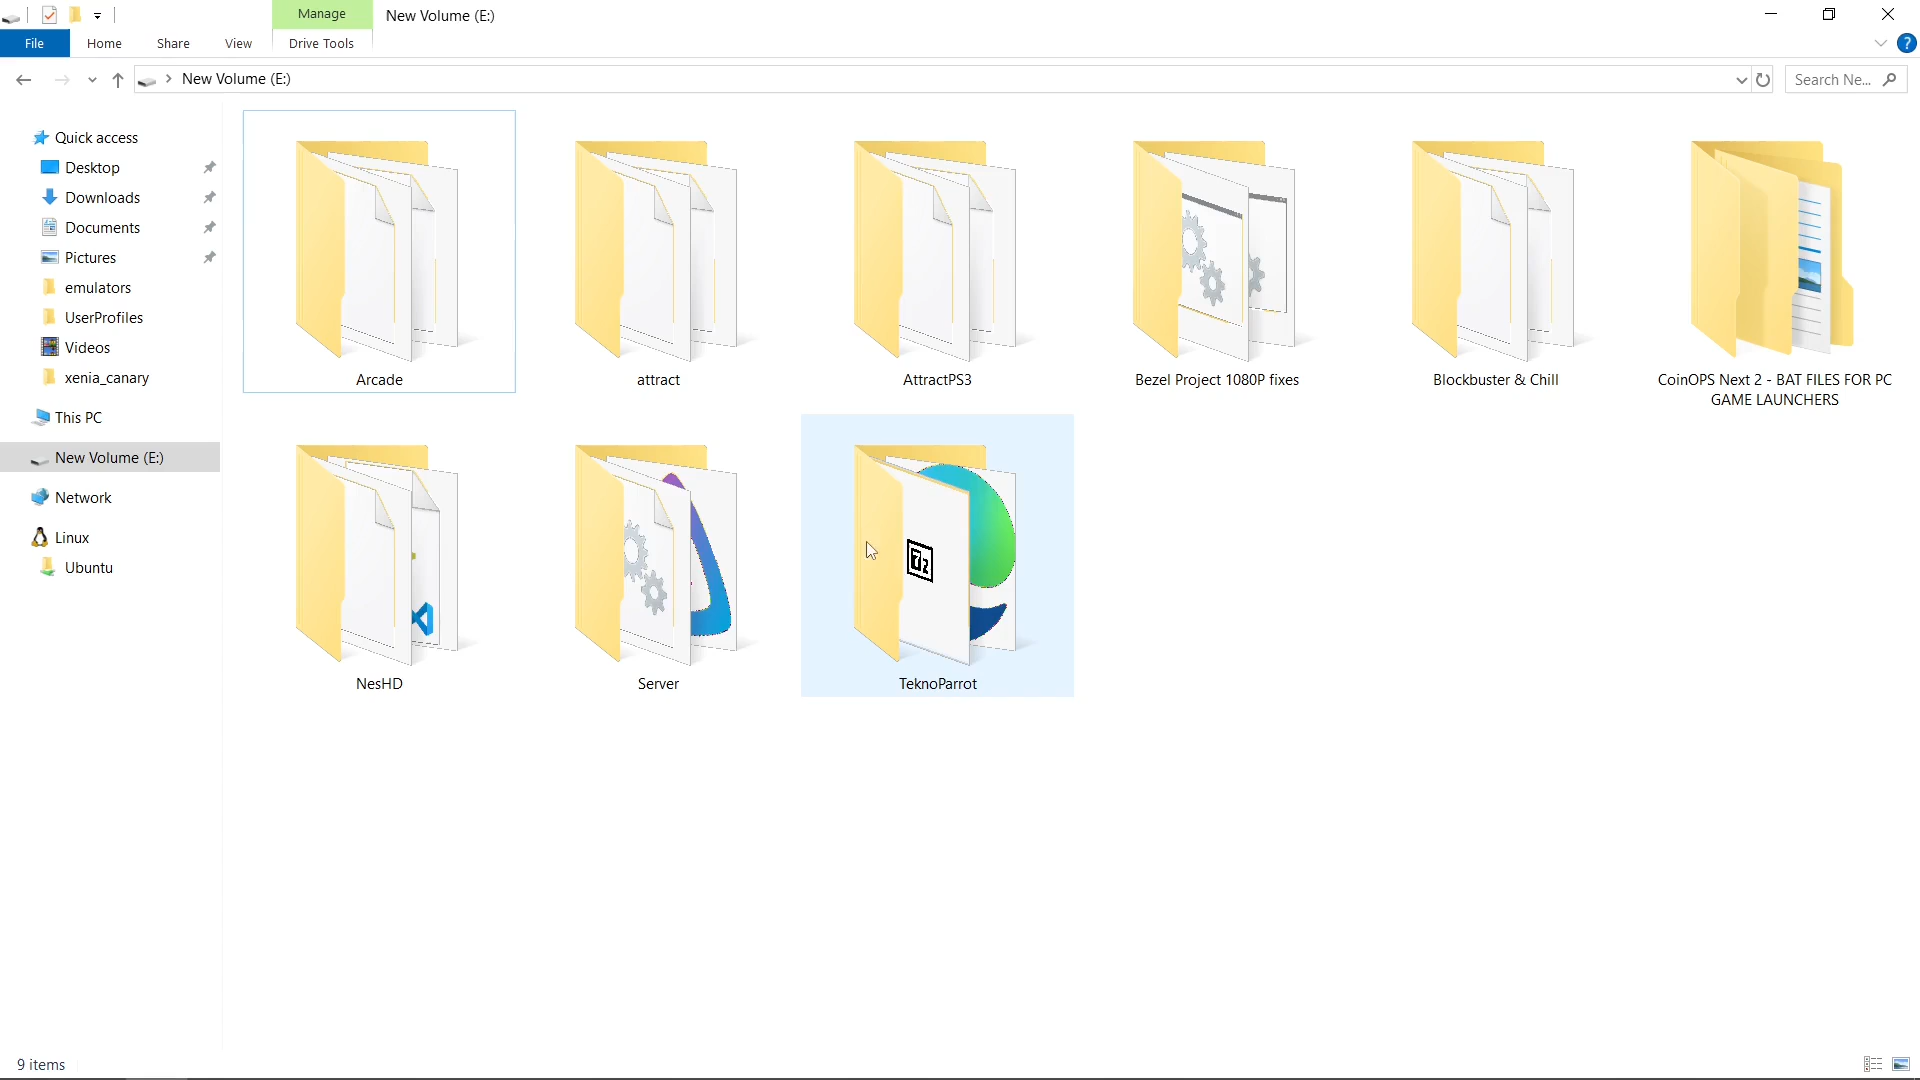 Manage
New Volume (E:)
File
Home
Share
View
Drive Tools
?
New Volume (E:)
Search Ne...
Quick access
Desktop
Downloads
Documents
Pictures
emulators
UserProfiles
Videos
xenia_canary
This PC
New Volume (E:)
Network
Linux
Ubuntu
Arcade
attract
AttractPS3
Bezel Project 1080P fixes
Blockbuster & Chill
CoinOPS Next 2 - BAT FILES FOR PC
GAME LAUNCHERS
NesHD
Server
TeknoParrot
9 items